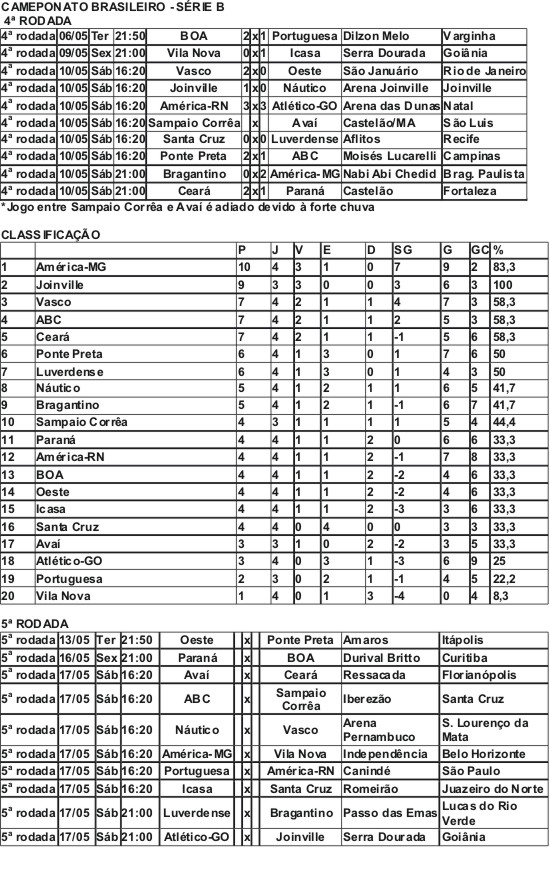 CAMEPONATO BRASILEIRO - SÉRIE B
4ª RODADA
4ª rodada 06/05 Ter 21:50 BOA 2 x 1 Portuguesa Dilzon Melo Varginha
4ª rodada 09/05 Sex 21:00 Vila Nova 0 x 1 Icasa Serra Dourada Goiânia
4ª rodada 10/05 Sáb 16:20 Vasco 2 x 0 Oeste São Januário Rio de Janeiro
4ª rodada 10/05 Sáb 16:20 Joinville 1 x 0 Náutico Arena Joinville Joinville
4ª rodada 10/05 Sáb 16:20 América-RN 3 x 3 Atlético-GO Arena das Dunas Natal
4ª rodada 10/05 Sáb 16:20 Sampaio Corrêa x Avaí Castelão/MA São Luis
4ª rodada 10/05 Sáb 16:20 Santa Cruz 0 x 0 Luverdense Aflitos Recife
4ª rodada 10/05 Sáb 16:20 Ponte Preta 2 x 1 ABC Moisés Lucarelli Campinas
4ª rodada 10/05 Sáb 21:00 Bragantino 0 x 2 América-MG Nabi Abi Chedid Brag. Paulista
4ª rodada 10/05 Sáb 21:00 Ceará 2 x 1 Paraná Castelão Fortaleza
*Jogo entre Sampaio Corrêa e Avaí é adiado devido à forte chuva
CLASSIFICAÇÃO
P J V E D SG G GC %
1 América-MG 10 4 3 1 0 7 9 2 83,3
2 Joinville 9 3 3 0 0 3 6 3 100
3 Vasco 7 4 2 1 1 4 7 3 58,3
4 ABC 7 4 2 1 1 2 5 3 58,3
5 Ceará 7 4 2 1 1 -1 5 6 58,3
6 Ponte Preta 6 4 1 3 0 1 7 6 50
7 Luverdense 6 4 1 3 0 1 4 3 50
8 Náutico 5 4 1 2 1 1 6 5 41,7
9 Bragantino 5 4 1 2 1 -1 6 7 41,7
10 Sampaio Corrêa 4 3 1 1 1 1 5 4 44,4
11 Paraná 4 4 1 1 2 0 6 6 33,3
12 América-RN 4 4 1 1 2 -1 7 8 33,3
13 BOA 4 4 1 1 2 -2 4 6 33,3
14 Oeste 4 4 1 1 2 -2 4 6 33,3
15 Icasa 4 4 1 1 2 -3 3 6 33,3
16 Santa Cruz 4 4 0 4 0 0 3 3 33,3
17 Avaí 3 3 1 0 2 -2 3 5 33,3
18 Atlético-GO 3 4 0 3 1 -3 6 9 25
19 Portuguesa 2 3 0 2 1 -1 4 5 22,2
20 Vila Nova 1 4 0 1 3 -4 0 4 8,3
5ª RODADA
5ª rodada 13/05 Ter 21:50 Oeste x Ponte Preta Amaros Itápolis
5ª rodada 16/05 Sex 21:00 Paraná x BOA Durival Britto Curitiba
5ª rodada 17/05 Sáb 16:20 Avaí x Ceará Ressacada Florianópolis
5ª rodada 17/05 Sáb 16:20 ABC x Sampaio Corrêa Iberezão Santa Cruz
5ª rodada 17/05 Sáb 16:20 Náutico x Vasco Arena Pernambuco S. Lourenço da Mata
5ª rodada 17/05 Sáb 16:20 América-MG x Vila Nova Independência Belo Horizonte
5ª rodada 17/05 Sáb 16:20 Portuguesa x América-RN Canindé São Paulo
5ª rodada 17/05 Sáb 16:20 Icasa x Santa Cruz Romeirão Juazeiro do Norte
5ª rodada 17/05 Sáb 21:00 Luverdense x Bragantino Passo das Emas Lucas do Rio Verde
5ª rodada 17/05 Sáb 21:00 Atlético-GO x Joinville Serra Dourada Goiânia